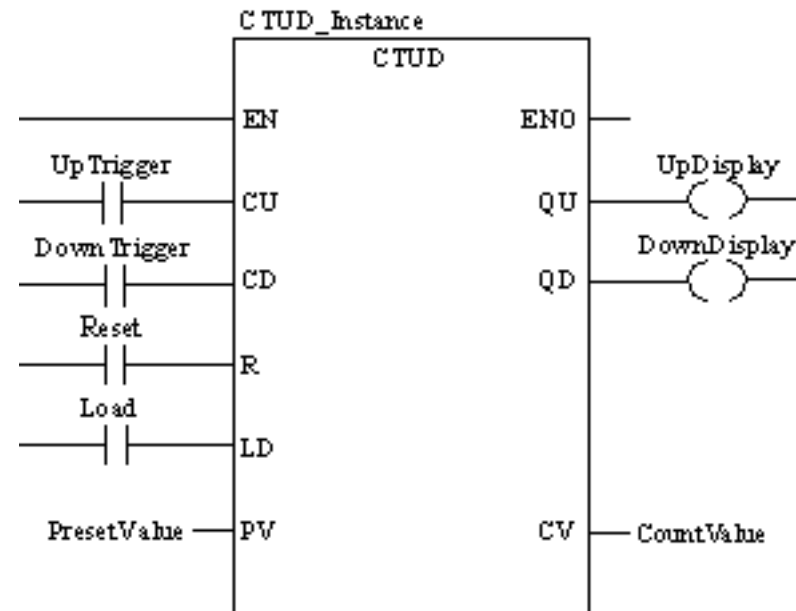 CTUD_Instance
CTUD
EN ENO
UpTrigger UpDisplay
CU QU
DownTrigger DownDisplay
CD QD
Reset
R
Load
LD
PresetValue PV CV CountValue